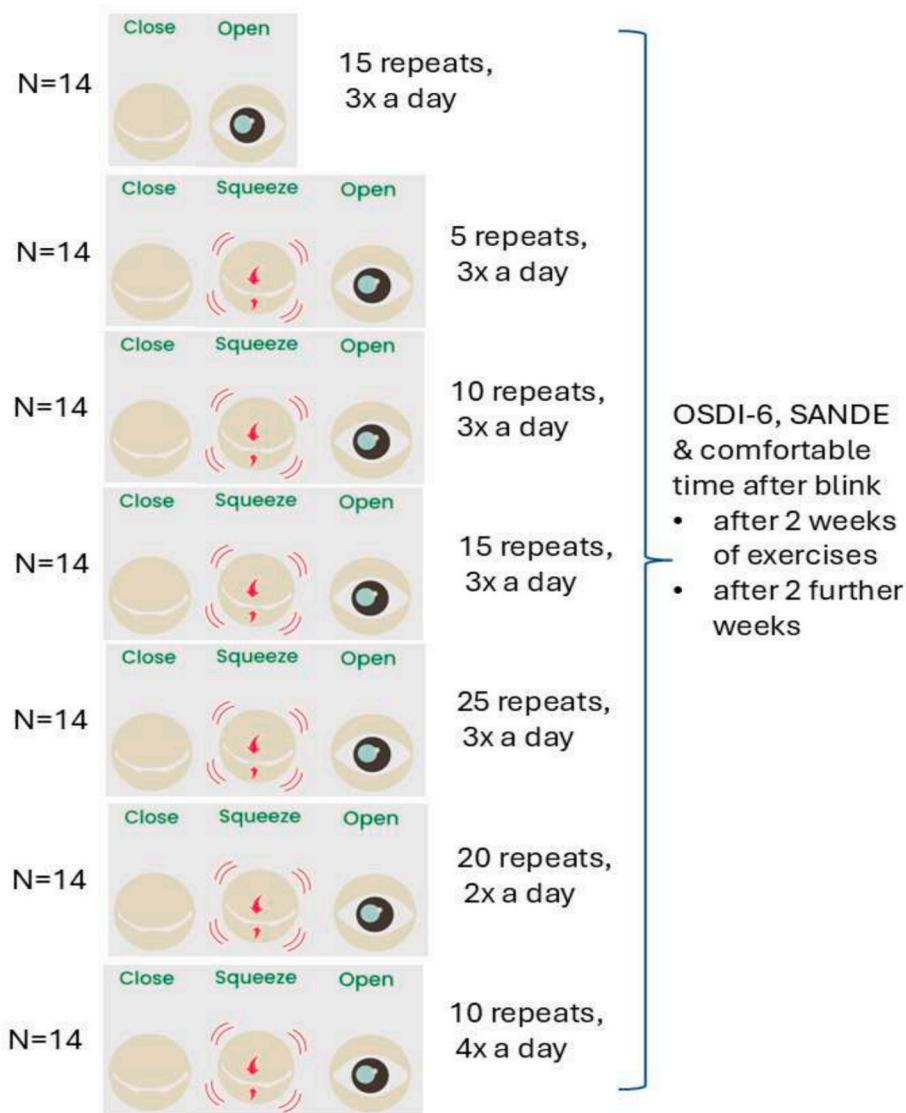 Close Open
N=14
15 repeats,
3x a day
Close Squeeze Open
N=14
5 repeats,
3x a day
Close Squeeze Open
N=14
10 repeats,
3x a day
Close Squeeze Open
N=14
15 repeats,
3x a day
Close Squeeze Open
N=14
25 repeats,
3x a day
Close Squeeze Open
N=14
20 repeats,
2x a day
Close Squeeze Open
N=14
10 repeats,
4x a day
OSDI-6, SANDE
& comfortable
time after blink
• after 2 weeks
of exercises
• after 2 further
weeks